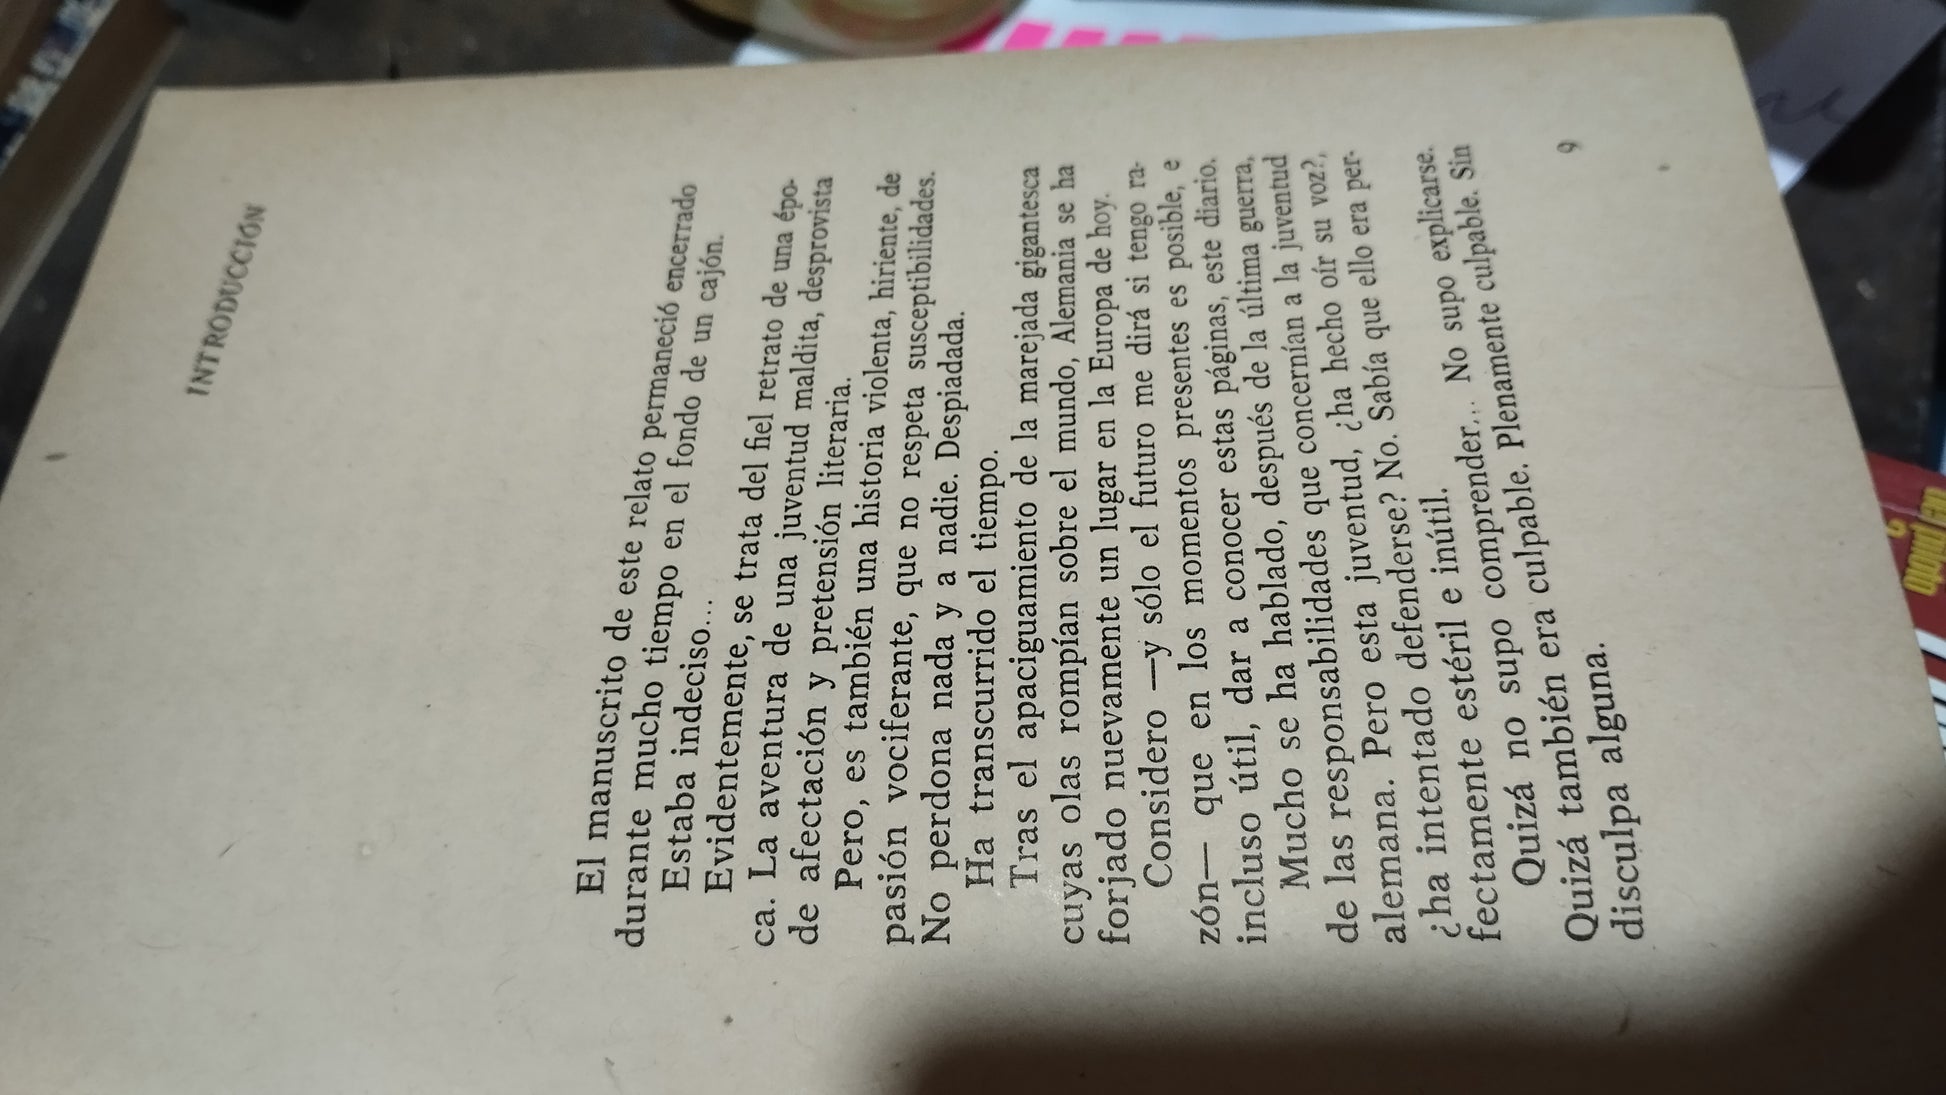 INTRODUCCIÓN
El manuscrito de este relato permaneció encerrado
durante mucho tiempo en el fondo de un cajón.
Estaba indeciso...
Evidentemente, se trata del fiel retrato de una épo-
ca. La aventura de una juventud maldita, desprovista
de afectación y pretensión literaria.
Pero, es también una historia violenta, hiriente, de
pasión vociferante, que no respeta susceptibilidades.
No perdona nada y a nadie. Despiadada.
Ha transcurrido el tiempo.
Tras el apaciguamiento de la marejada gigantesca
cuyas olas rompían sobre el mundo, Alemania se ha
forjado nuevamente un lugar en la Europa de hoy.
Considero —y sólo el futuro me dirá si tengo ra-
zón— que en los momentos presentes es posible, e
incluso útil, dar a conocer estas páginas, este diario.
Mucho se ha hablado, después de la última guerra,
de las responsabilidades que concernían a la juventud
alemana. Pero esta juventud, ¿ha hecho oír su voz?,
¿ha intentado defenderse? No. Sabía que ello era per-
fectamente estéril e inútil.
Quizá no supo comprender... No supo explicarse.
Quizá también era culpable. Plenamente culpable. Sin
disculpa alguna.
9